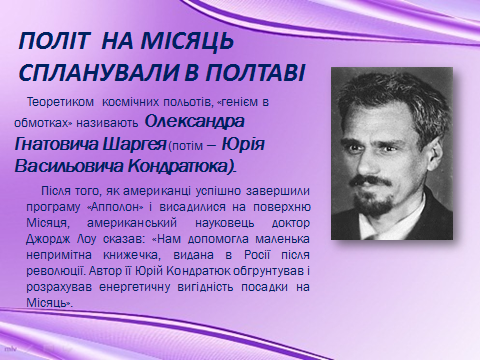 ПОЛІТ НА МІСЯЦЬ
СПЛАНУВАЛИ В ПОЛТАВІ
Теоретиком космічних польотів, «генієм в
обмотках» називають Олександра
Гнатовича Шаргея (потім – Юрія
Васильовича Кондратюка).
Після того, як американці успішно завершили
програму «Апполон» і висадилися на поверхню
Місяця, американський науковець доктор
Джордж Лоу сказав: «Нам допомогла маленька
непримітна книжечка, видана в Росії після
революції. Автор її Юрій Кондратюк обґрунтував і
розрахував енергетичну вигідність посадки на
Місяць».